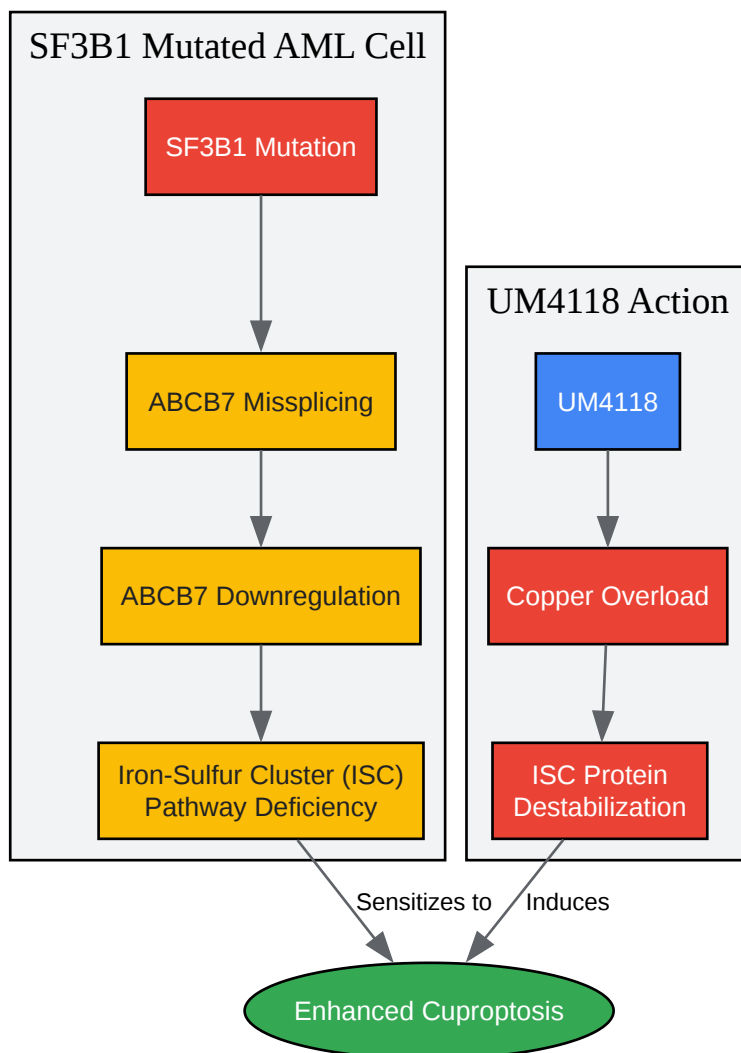 SF3B1 Mutated AML Cell
SF3B1 Mutation
ABCB7 Missplicing
ABCB7 Downregulation
Iron-Sulfur Cluster (ISC)
Pathway Deficiency
UM4118 Action
UM4118
Copper Overload
ISC Protein
Destabilization
Sensitizes to
Induces
Enhanced Cuproptosis